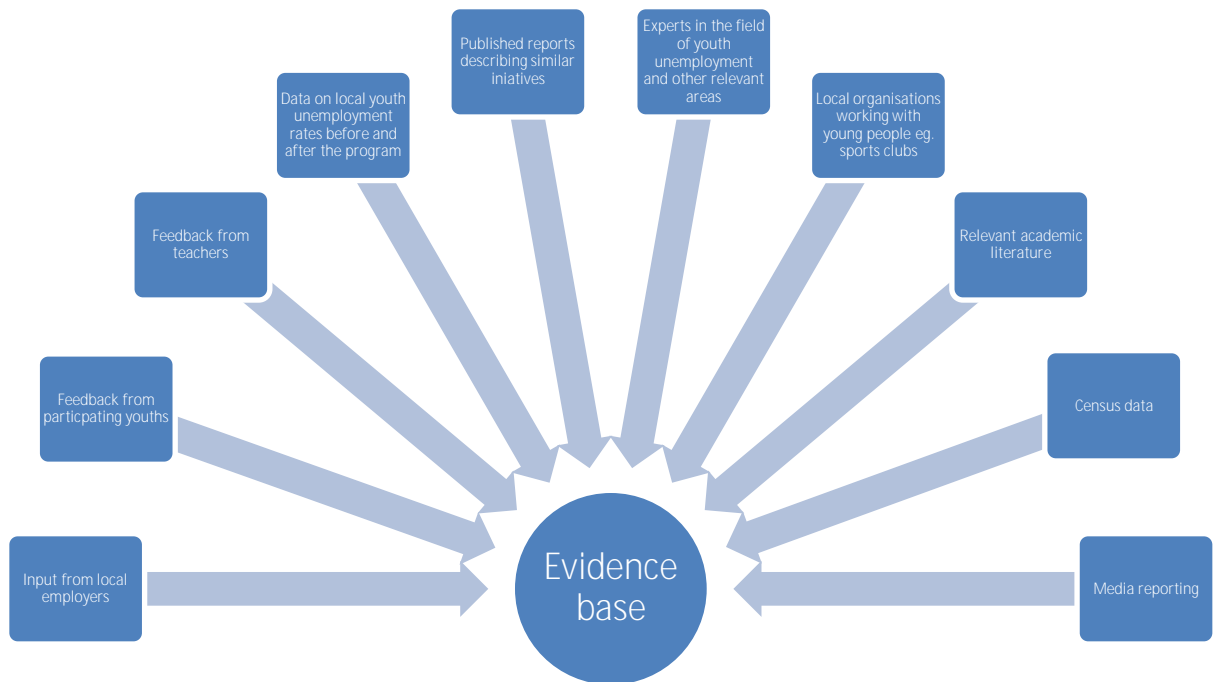 Published reports
describing similar
iniatives
Experts in the field
of youth
unemployment
and other relevant
areas
Data on local youth
unemployment
rates before and
after the program
Local organisations
working with
young people eg.
sports clubs
Feedback from
teachers
Relevant academic
literature
Feedback from
particpating youths
Census data
Input from local
employers
Evidence
base
Media reporting